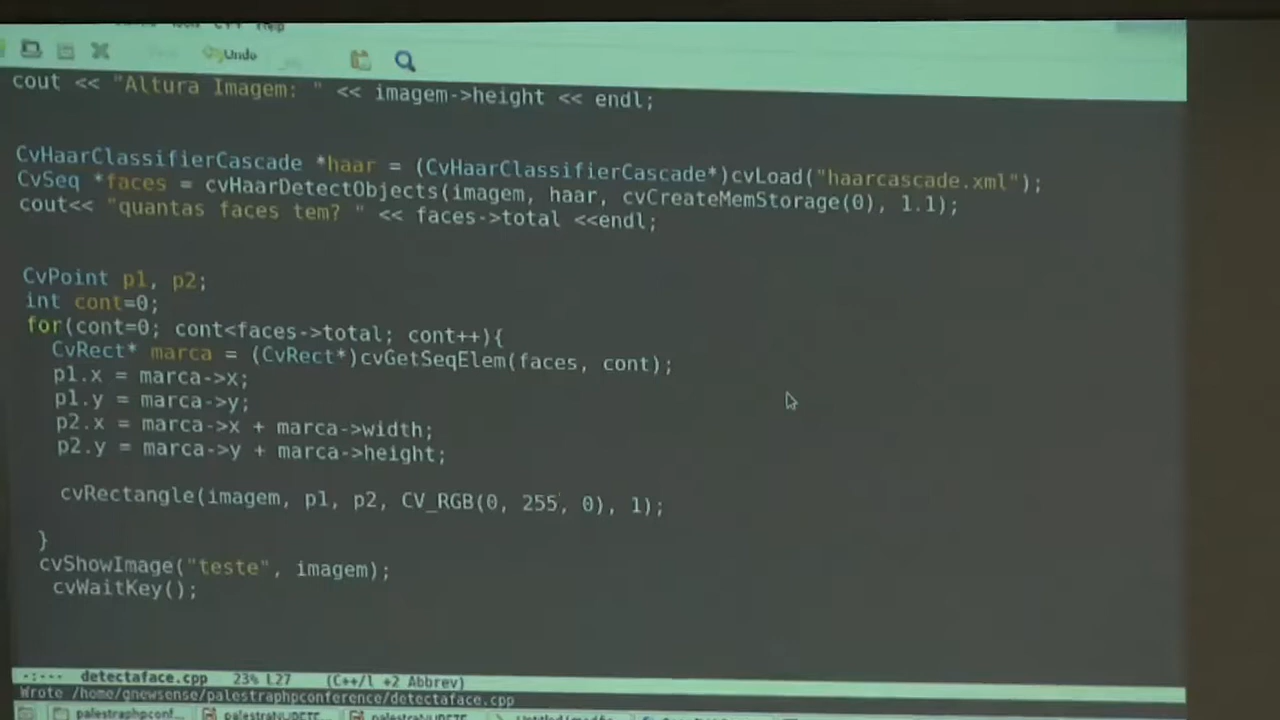 Undo
cout << "Altura Imagem: " << imagem->height << endl;
CvHaarClassifierCascade *haar = (CvHaarClassifierCascade*)cvLoad("haarcascade.xml");
CvSeq *faces = cvHaarDetectObjects(imagem, haar, cvCreateMemStorage(0), 1.1);
cout<< "quantas faces tem? " << faces->total <<endl;
CvPoint p1, p2;
int cont=0;
for(cont=0; cont<faces->total; cont++){
CvRect* marca = (CvRect*)cvGetSeqElem(faces, cont);
p1.x = marca->x;
p1.y = marca->y;
p2.x = marca->x + marca->width;
p2.y = marca->y + marca->height;
cvRectangle(imagem, p1, p2, CV_RGB(0, 255, 0), 1);
}
cvShowImage("teste", imagem);
cvWaitKey();
-:--- detectaface.cpp 23% L27 (C++/l +2 Abbrev)
Wrote /home/gnewsense/palestraphpconference/detectaface.cpp
palestraphpconf...